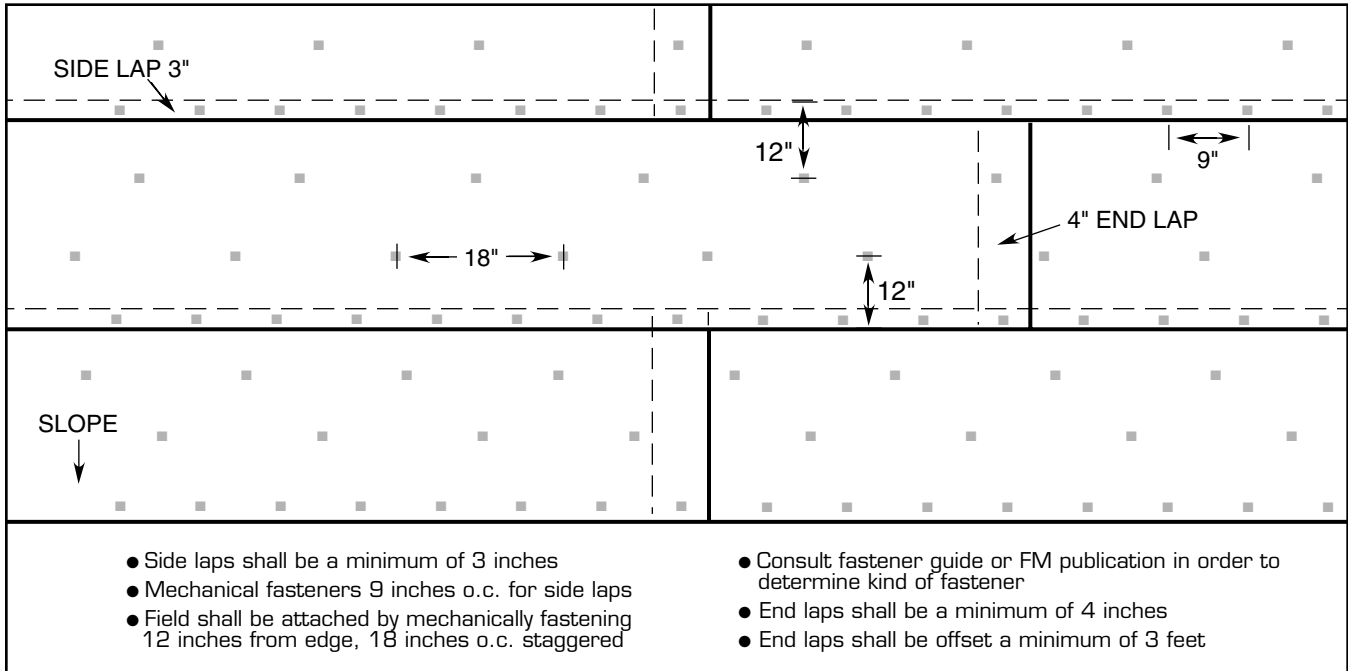 SIDE LAP 3"
12"
9"
4" END LAP
18"
12"
SLOPE
● Side laps shall be a minimum of 3 inches
● Mechanical fasteners 9 inches o.c. for side laps
● Field shall be attached by mechanically fastening
12 inches from edge, 18 inches o.c. staggered
● Consult fastener guide or FM publication in order to
determine kind of fastener
● End laps shall be a minimum of 4 inches
● End laps shall be offset a minimum of 3 feet